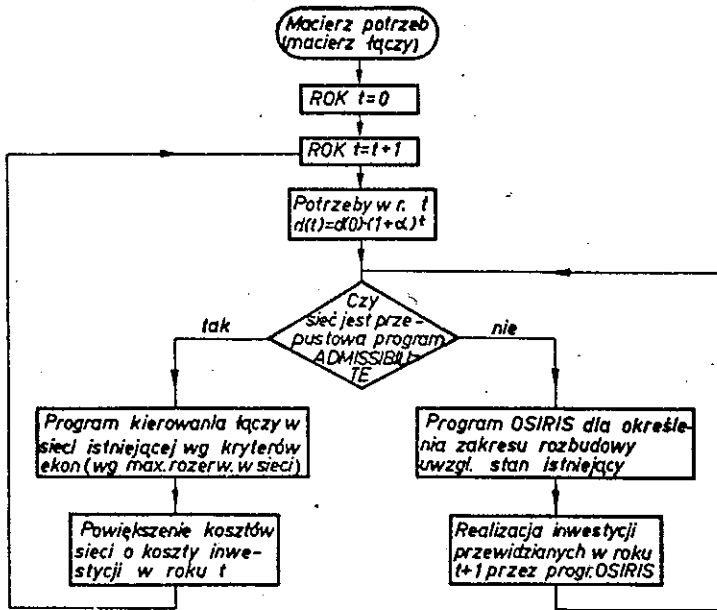 Macierz potrzeb
(macierz łączy)
ROK t=0
ROK t=t+1
Potrzeby w r. t
d(t)=d(0)·(1+α)^t
Czy
sieć jest prze-
pustowa program
ADMISSIBILI-
TE
tak
nie
Program kierowania łączy w
sieci istniejącej wg kryterów
ekon (wg max. rozerw. w sieci)
Program OSIRIS dla określe-
nia zakresu rozbudowy
uwzgl. stan istniejący
Powiększenie kosztów
sieci o koszty inwe-
stycji w roku t
Realizacja inwestycji
przewidzianych w roku
t+1 przez progr. OSIRIS